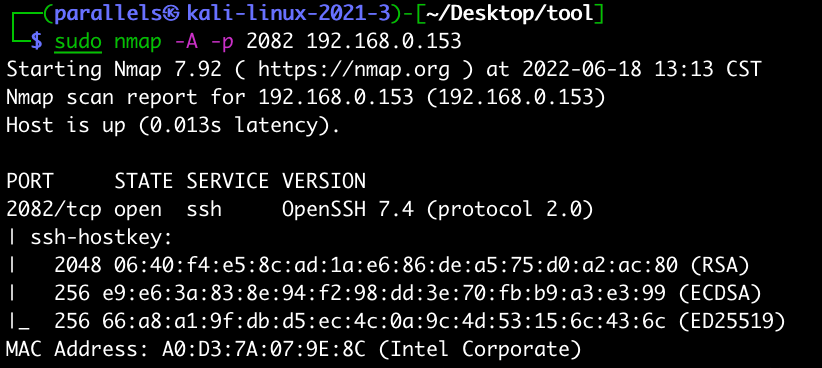 ┌──(parallels㉿kali-linux-2021-3)-[~/Desktop/tool]
└─$ sudo nmap -A -p 2082 192.168.0.153
Starting Nmap 7.92 ( https://nmap.org ) at 2022-06-18 13:13 CST
Nmap scan report for 192.168.0.153 (192.168.0.153)
Host is up (0.013s latency).

PORT     STATE SERVICE VERSION
2082/tcp open  ssh     OpenSSH 7.4 (protocol 2.0)
| ssh-hostkey:
|   2048 06:40:f4:e5:8c:ad:1a:e6:86:de:a5:75:d0:a2:ac:80 (RSA)
|   256 e9:e6:3a:83:8e:94:f2:98:dd:3e:70:fb:b9:a3:e3:99 (ECDSA)
|_  256 66:a8:a1:9f:db:d5:ec:4c:0a:9c:4d:53:15:6c:43:6c (ED25519)
MAC Address: A0:D3:7A:07:9E:8C (Intel Corporate)